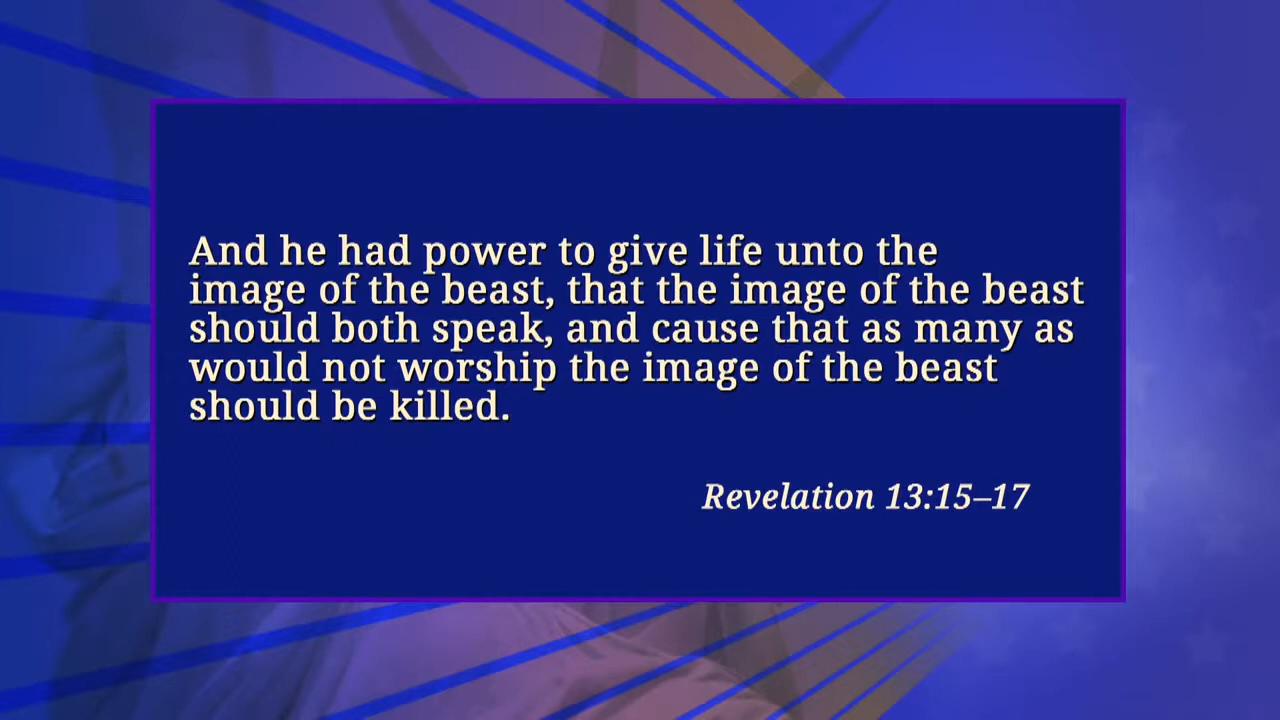 And he had power to give life unto the
image of the beast, that the image of the beast
should both speak, and cause that as many as
would not worship the image of the beast
should be killed.
Revelation 13:15–17